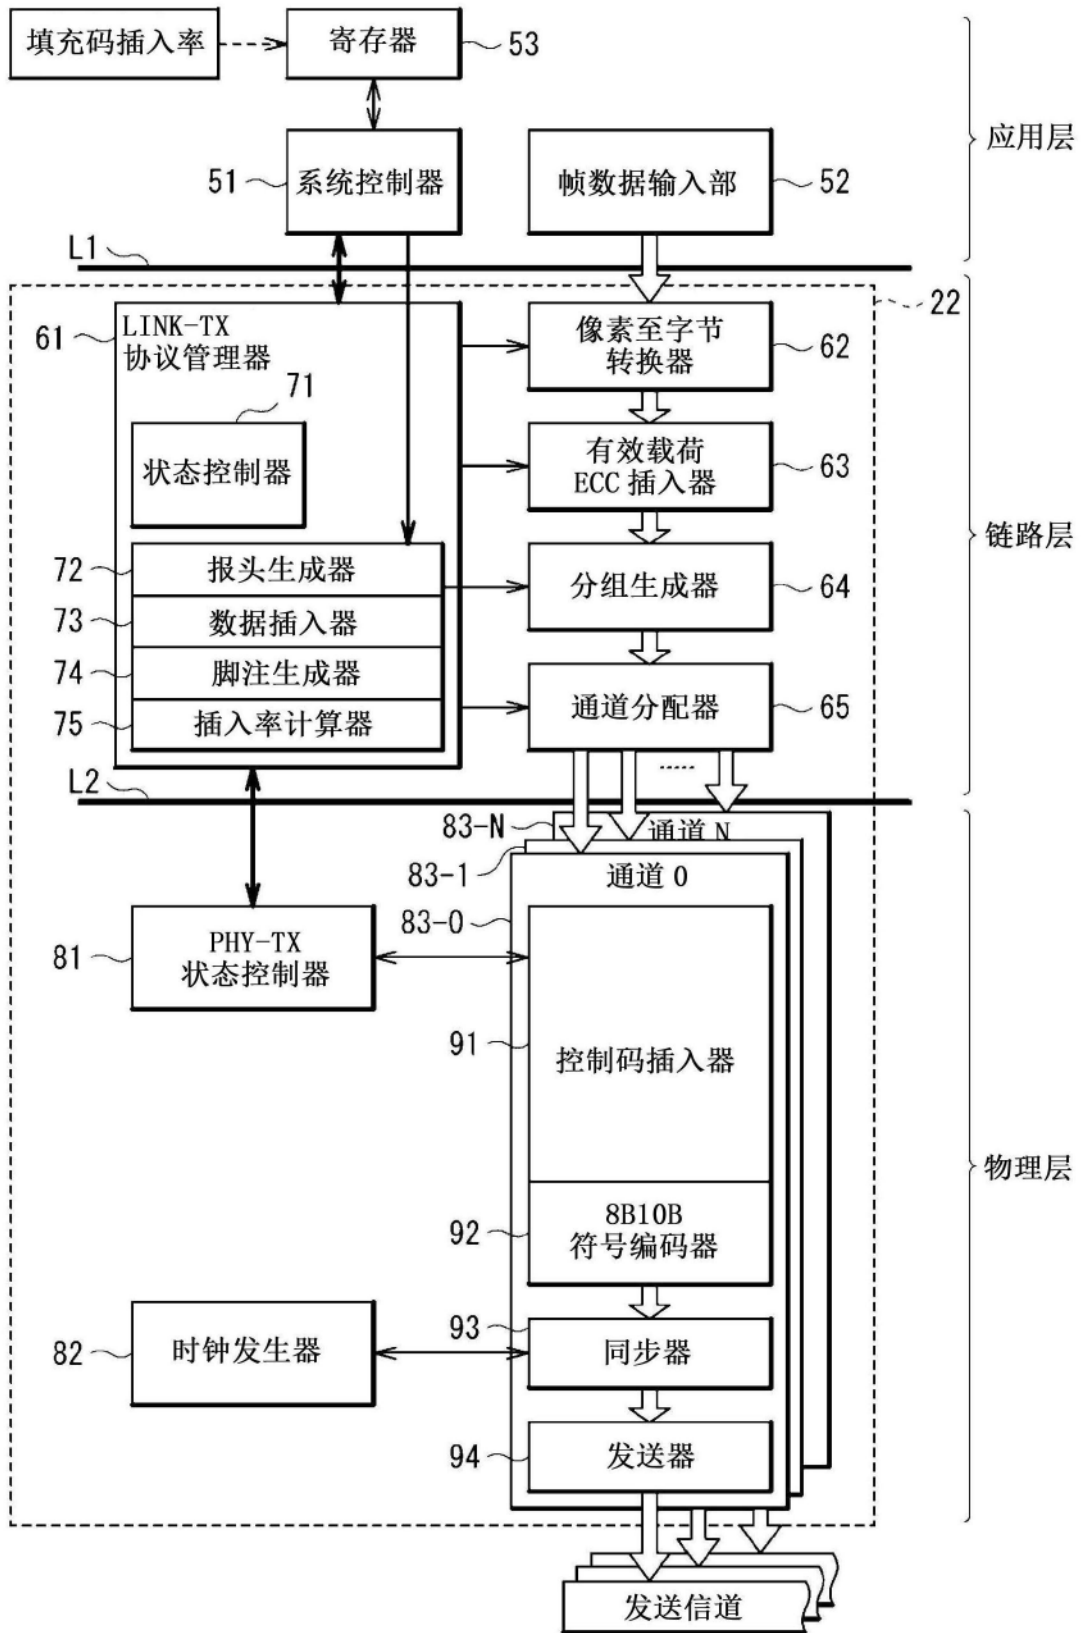 填充码插入率
寄存器
53
51
系统控制器
帧数据输入部
52
应用层
L1
22
61
LINK-TX
协议管理器
像素至字节
转换器
62
71
状态控制器
有效载荷
ECC 插入器
63
链路层
72
报头生成器
分组生成器
64
73
数据插入器
74
脚注生成器
75
插入率计算器
通道分配器
65
.....
L2
83-N
通道 N
83-1
通道 0
83-0
81
PHY-TX
状态控制器
91
控制码插入器
物理层
92
8B10B
符号编码器
82
时钟发生器
93
同步器
94
发送器
发送信道